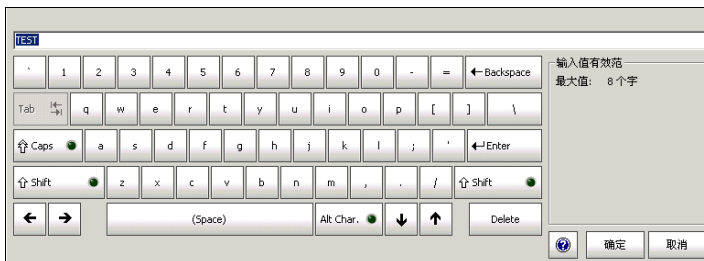 TEST
` 1 2 3 4 5 6 7 8 9 0 - = Backspace
Tab q w e r t y u i o p [ ] \
Caps a s d f g h j k l ; ' Enter
Shift z x c v b n m , . / Shift
(Space) Alt Char. Delete
输入值有效范
最大值: 8个字
? 确定 取消